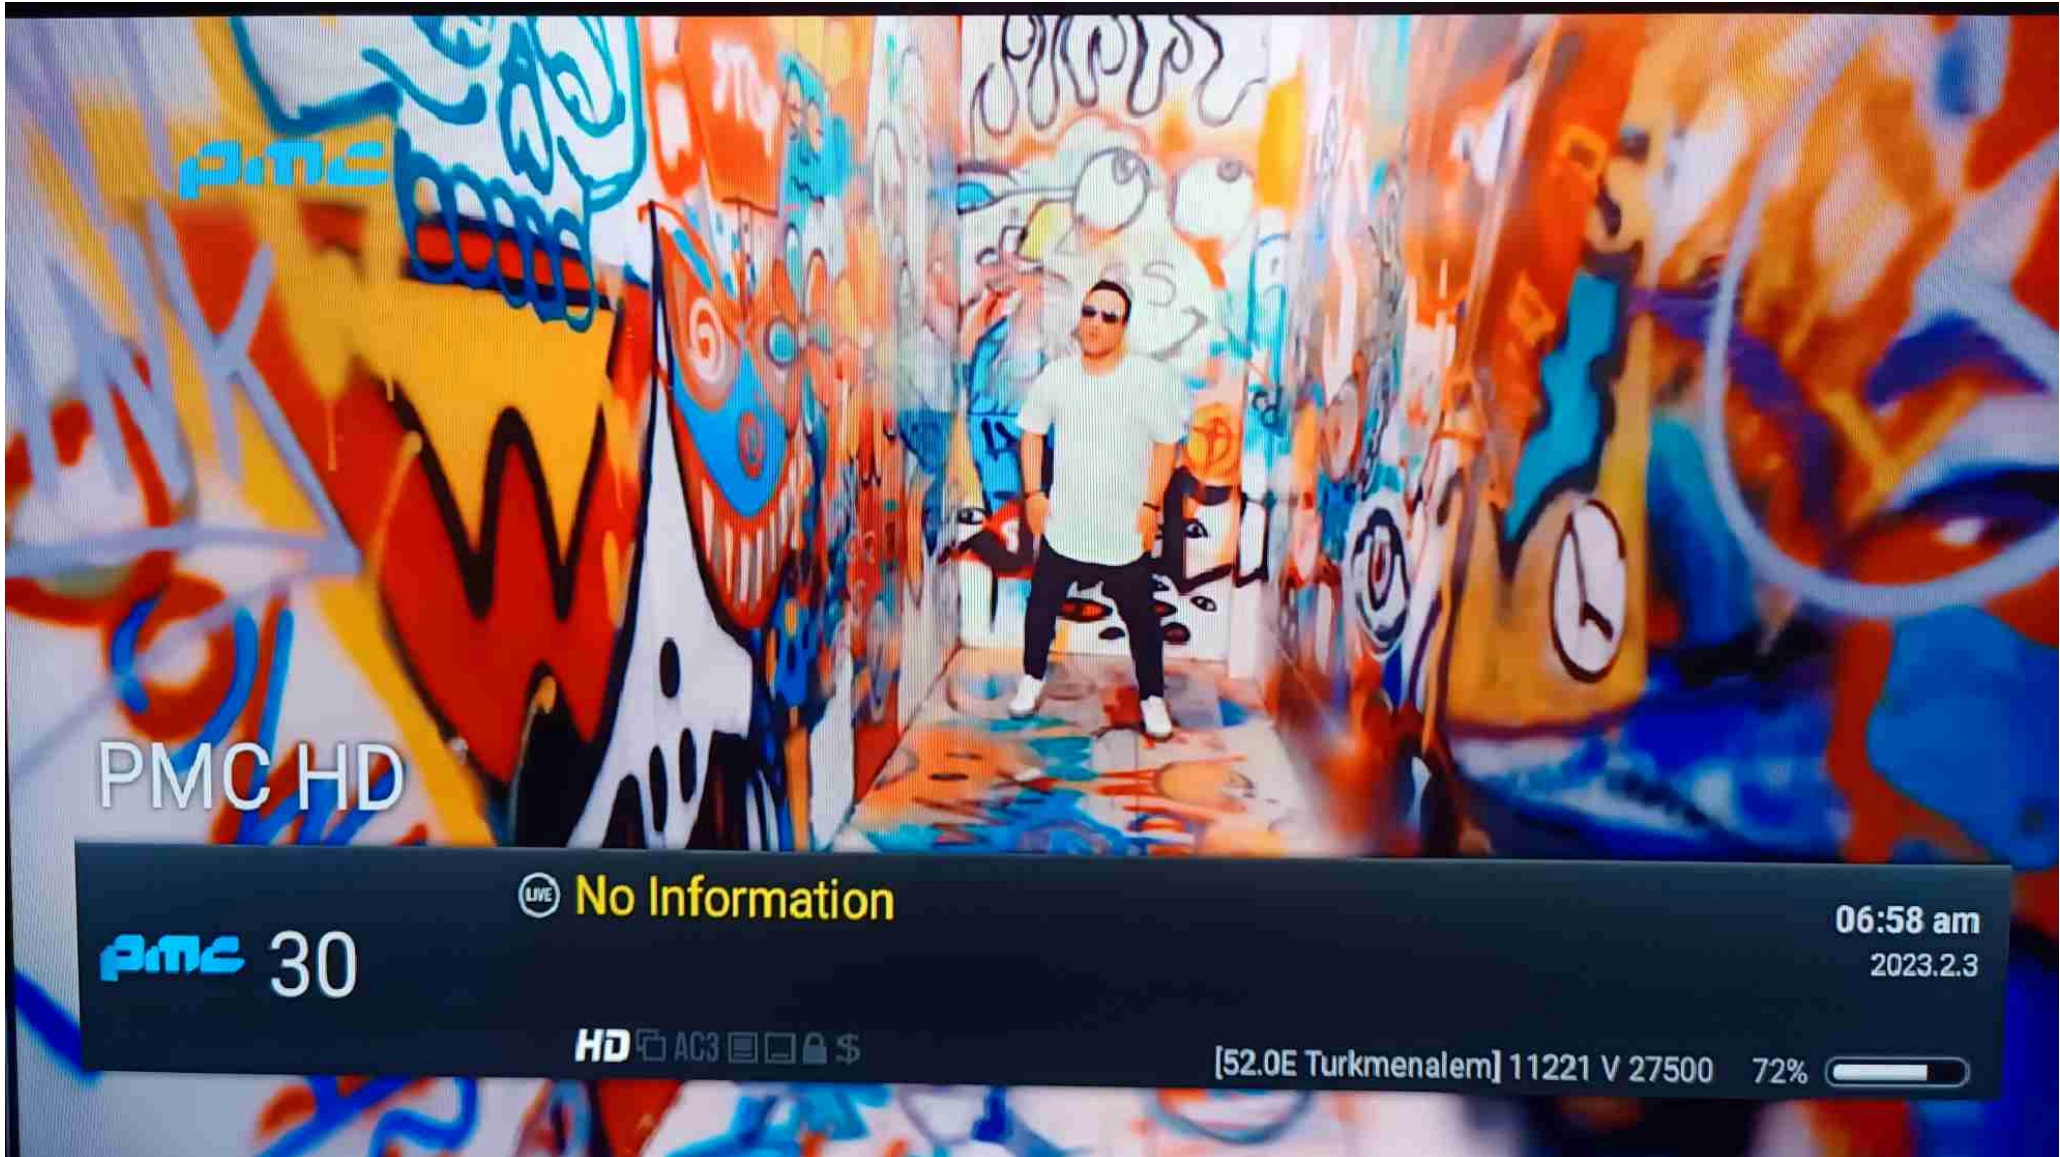 pmc
PMC HD
LIVE No Information
pmc 30
06:58 am
2023.2.3
HD AC3 $
[52.0E Turkmenalem] 11221 V 27500 72%